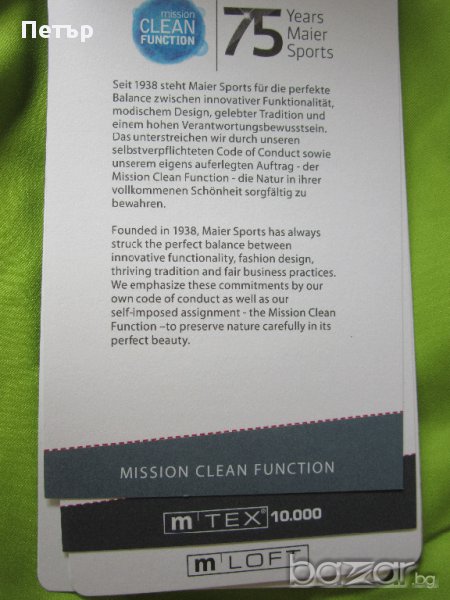 Петър
mission
CLEAN
FUNCTION
75 Years
Maier
Sports
Seit 1938 steht Maier Sports für die perfekte
Balance zwischen innovativer Funktionalität,
modischem Design, gelebter Tradition und
einem hohen Verantwortungsbewusstsein.
Das unterstreichen wir durch unseren
selbstverpflichteten Code of Conduct sowie
unserem eigens auferlegten Auftrag - der
Mission Clean Function - die Natur in ihrer
vollkommenen Schönheit sorgfältig zu
bewahren.
Founded in 1938, Maier Sports has always
struck the perfect balance between
innovative functionality, fashion design,
thriving tradition and fair business practices.
We emphasize these commitments by our
own code of conduct as well as our
self-imposed assignment - the Mission Clean
Function –to preserve nature carefully in its
perfect beauty.
MISSION CLEAN FUNCTION
m TEX® 10.000
m LOFT
bazar.bg